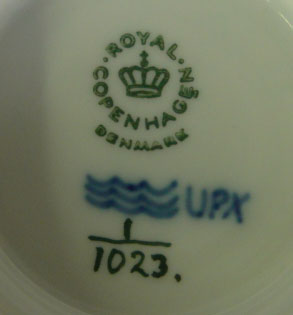 ROYAL
COPENHAGEN
DENMARK
UPX
1
1023.